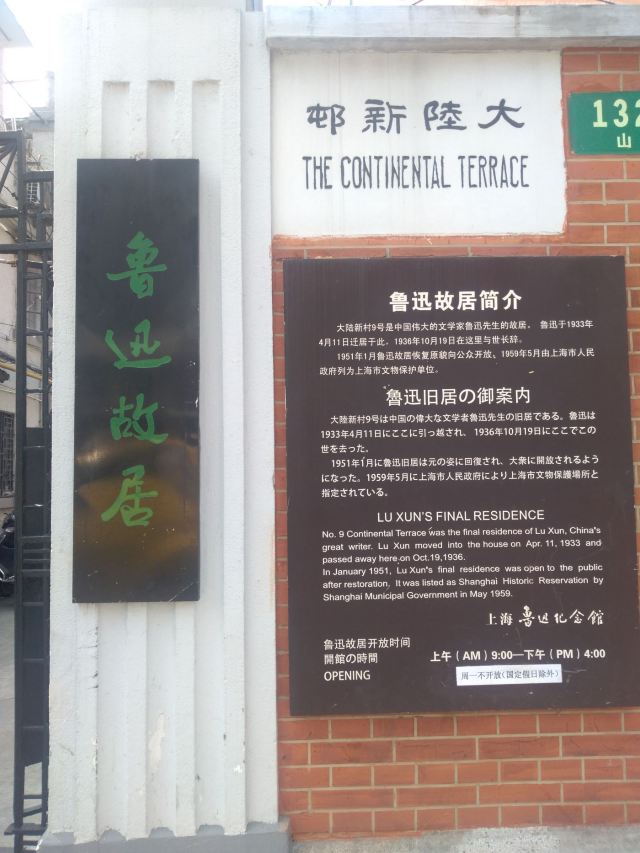 鲁迅故居
大陸新邨
THE CONTINENTAL TERRACE
132
山
鲁迅故居简介
大陆新村9号是中国伟大的文学家鲁迅先生的故居。鲁迅于1933年
4月11日迁居于此，1936年10月19日在这里与世长辞。
1951年1月鲁迅故居恢复原貌向公众开放、1959年5月由上海市人民
政府列为上海市文物保护单位。
鲁迅旧居の御案内
大陸新村9号は中国の偉大な文学者魯迅先生の旧居である。魯迅は
1933年4月11日にここに引っ越され、1936年10月19日にここでこの
世を去った。
1951年1月に魯迅旧居は元の姿に回復され、大衆に開放されるよう
になった。1959年5月に上海市人民政府により上海市文物保護場所と
指定されている。
LU XUN'S FINAL RESIDENCE
No. 9 Continental Terrace was the final residence of Lu Xun, China's
great writer. Lu Xun moved into the house on Apr. 11, 1933 and
passed away here on Oct.19,1936.
In January 1951, Lu Xun's final residence was open to the public
after restoration. It was listed as Shanghai Historic Reservation by
Shanghai Municipal Government in May 1959.
上海鲁迅纪念館
鲁迅故居开放时间
開館の時間
OPENING
上午（AM）9:00—下午（PM）4:00
周一不开放(国定假日除外)